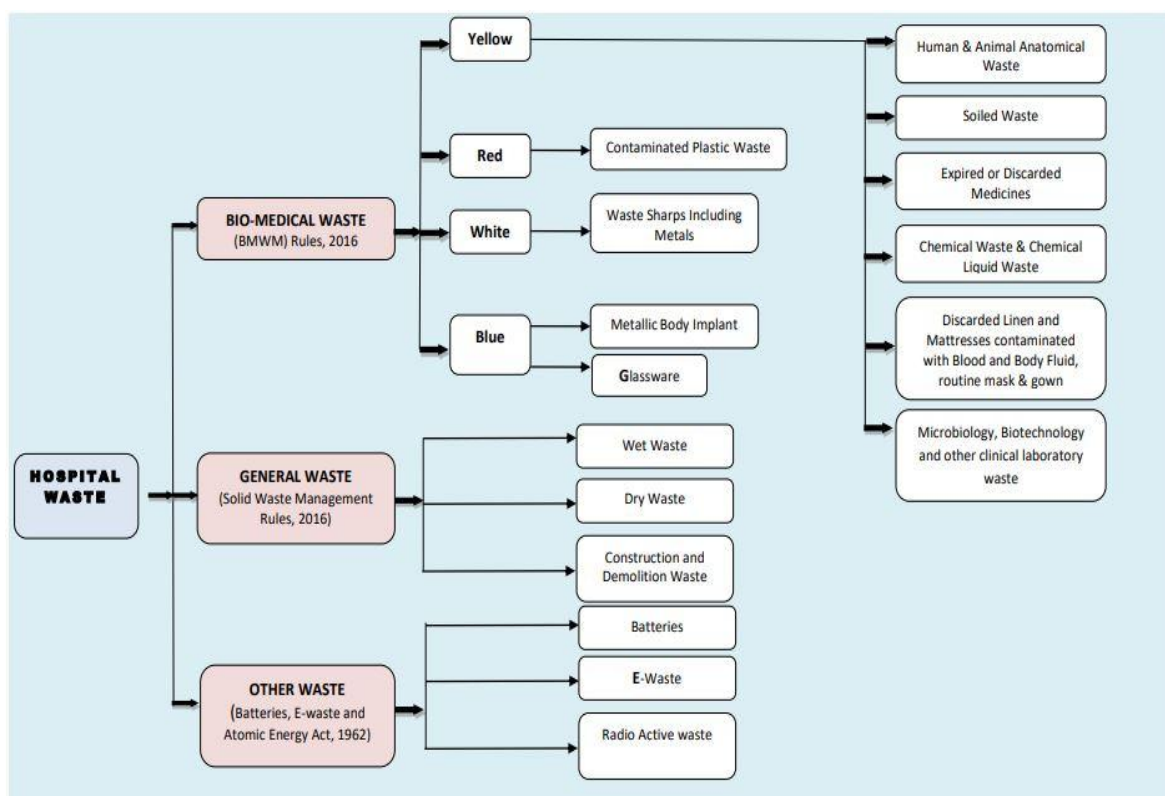 HOSPITAL
WASTE
BIO-MEDICAL WASTE
(BMWM) Rules, 2016
Yellow
Human & Animal Anatomical
Waste
Soiled Waste
Expired or Discarded
Medicines
Chemical Waste & Chemical
Liquid Waste
Discarded Linen and
Mattresses contaminated
with Blood and Body Fluid,
routine mask & gown
Microbiology, Biotechnology
and other clinical laboratory
waste
Red
Contaminated Plastic Waste
White
Waste Sharps Including
Metals
Blue
Metallic Body Implant
Glassware
GENERAL WASTE
(Solid Waste Management
Rules, 2016)
Wet Waste
Dry Waste
Construction and
Demolition Waste
OTHER WASTE
(Batteries, E-waste and
Atomic Energy Act, 1962)
Batteries
E-Waste
Radio Active waste